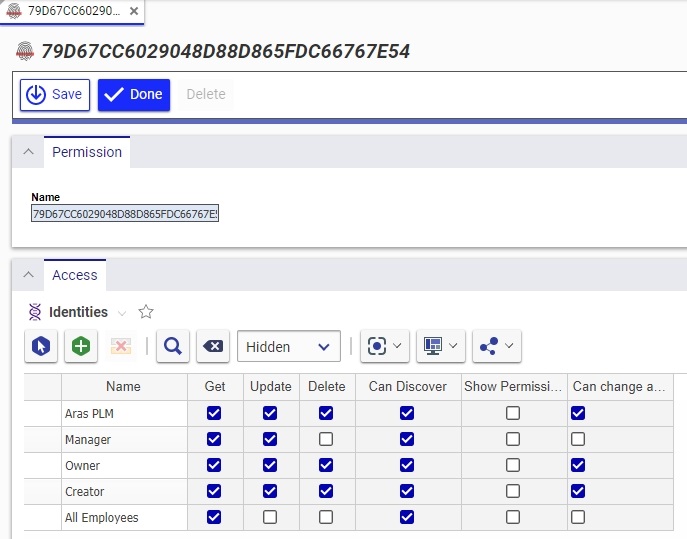 79D67CC60290...
79D67CC6029048D88D865FDC66767E54
Save Done Delete
Permission
Name
79D67CC6029048D88D865FDC66767E5
Access
Identities
Hidden
Name Get Update Delete Can Discover Show Permissi... Can change a...
Aras PLM
Manager
Owner
Creator
All Employees